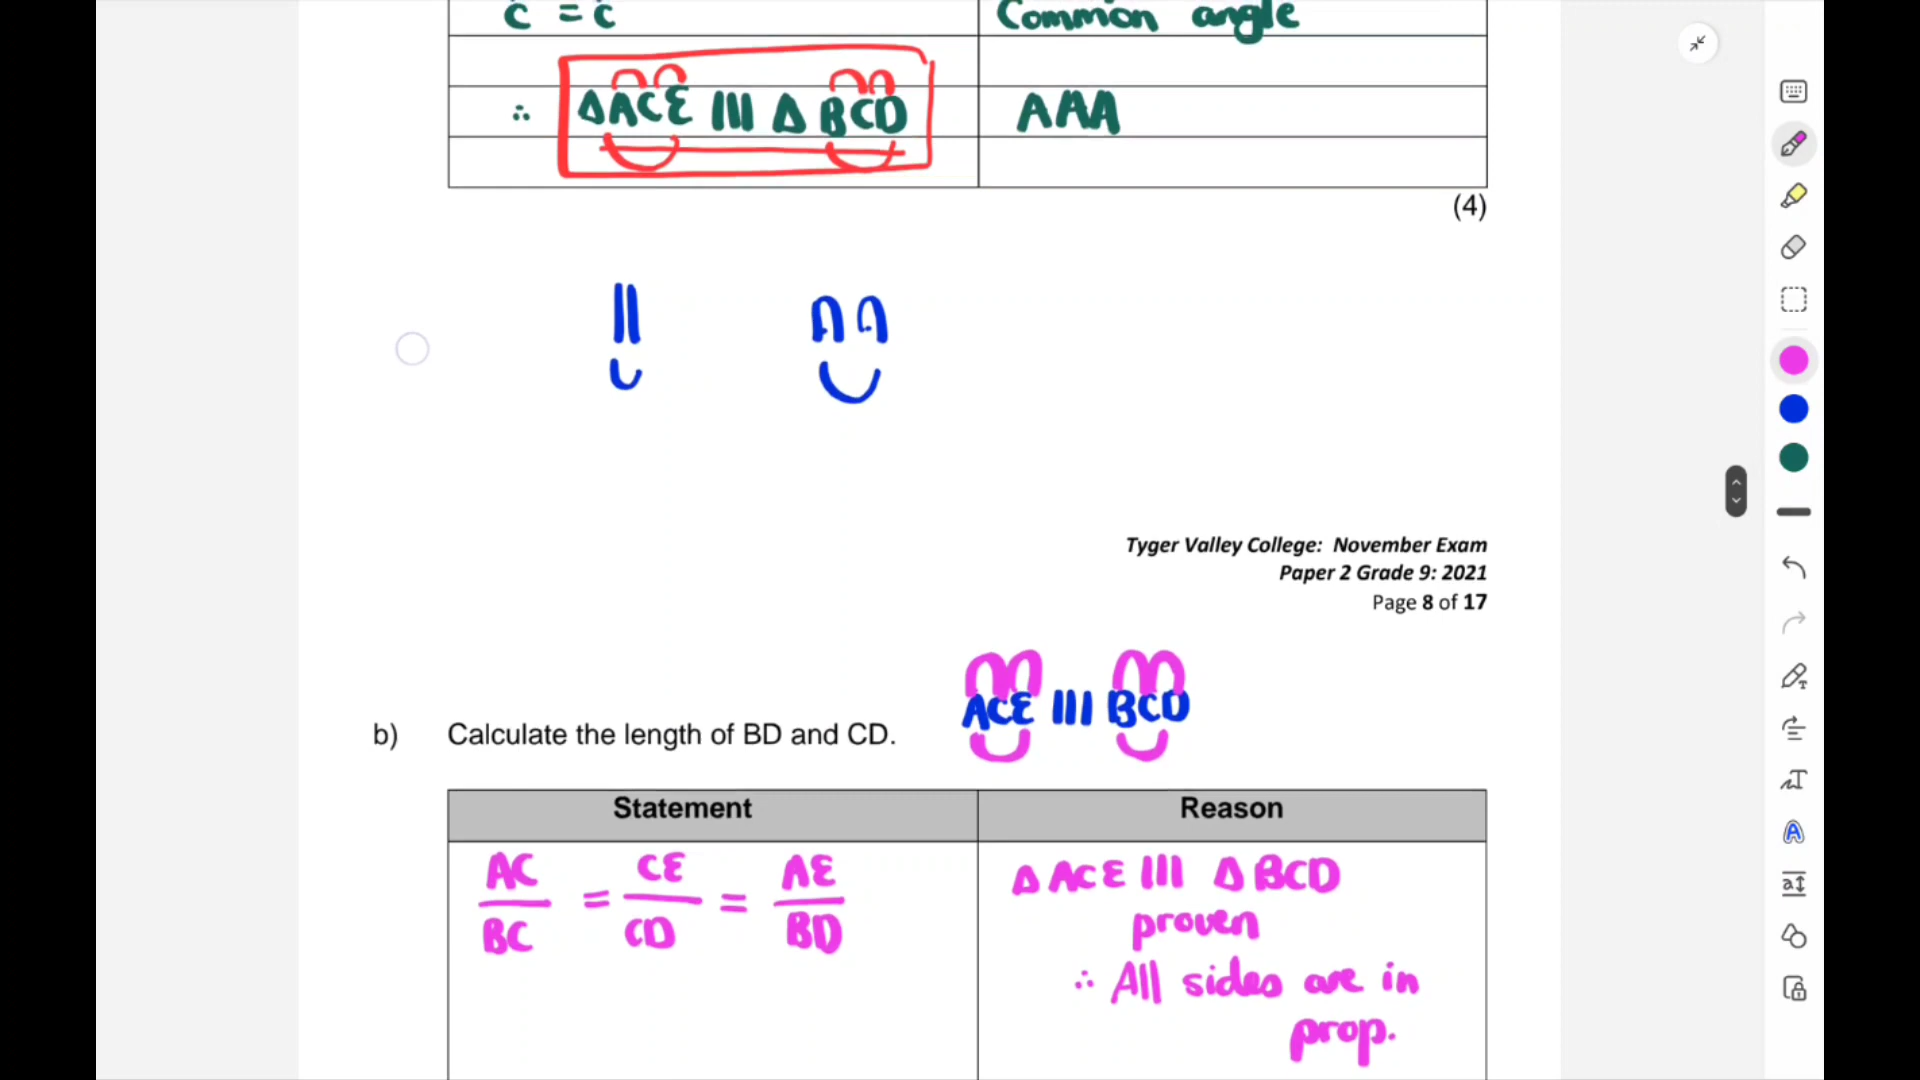 ĉ = ĉ Common angle
∴ ΔACE ||| ΔBCD AAA
(4)
Tyger Valley College: November Exam
Paper 2 Grade 9: 2021
Page 8 of 17
ACE ||| BCD
b) Calculate the length of BD and CD.
Statement Reason
AC/BC = CE/CD = AE/BD
Δ ACE ||| Δ BCD
proven
∴ All sides are in
prop.